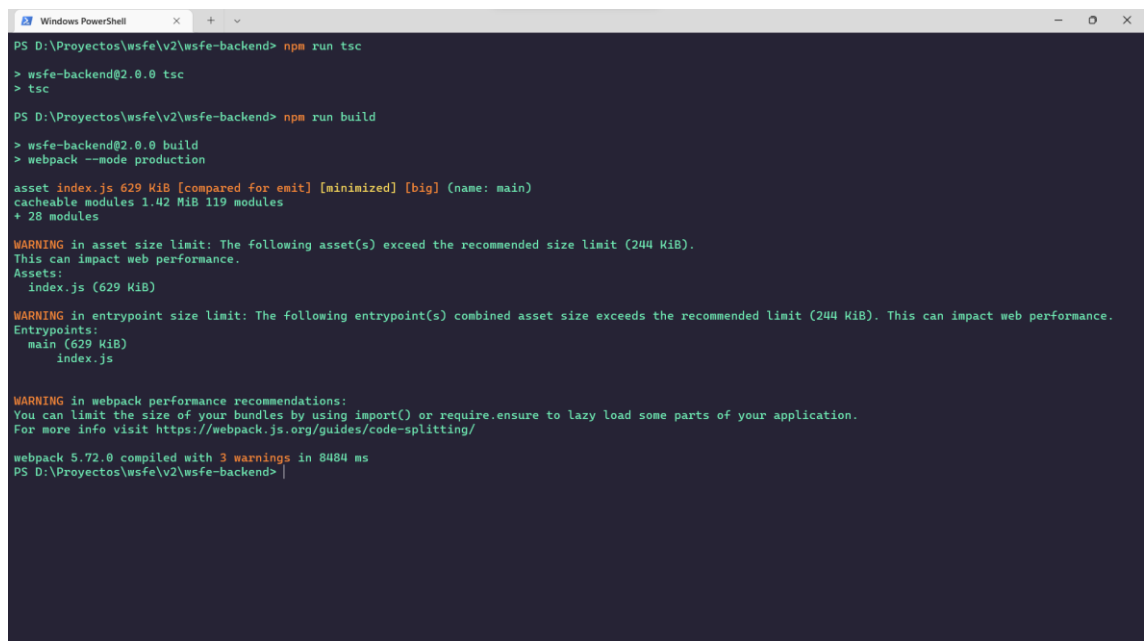 Windows PowerShell
PS D:\Proyectos\wsfe\v2\wsfe-backend> npm run tsc
> wsfe-backend@2.0.0 tsc
> tsc
PS D:\Proyectos\wsfe\v2\wsfe-backend> npm run build
> wsfe-backend@2.0.0 build
> webpack --mode production
asset index.js 629 KiB [compared for emit] [minimized] [big] (name: main)
cacheable modules 1.42 MiB 119 modules
+ 28 modules
WARNING in asset size limit: The following asset(s) exceed the recommended size limit (244 KiB).
This can impact web performance.
Assets:
  index.js (629 KiB)
WARNING in entrypoint size limit: The following entrypoint(s) combined asset size exceeds the recommended limit (244 KiB). This can impact web performance.
Entrypoints:
  main (629 KiB)
      index.js
WARNING in webpack performance recommendations:
You can limit the size of your bundles by using import() or require.ensure to lazy load some parts of your application.
For more info visit https://webpack.js.org/guides/code-splitting/
webpack 5.72.0 compiled with 3 warnings in 8484 ms
PS D:\Proyectos\wsfe\v2\wsfe-backend>